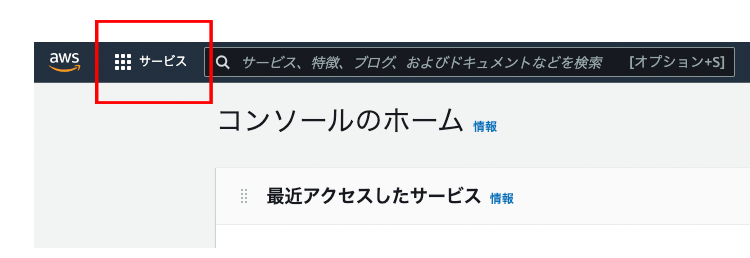 aws サービス サービス、特徴、ブログ、およびドキュメントなどを検索 [オプション+S]
コンソールのホーム 情報
最近アクセスしたサービス 情報